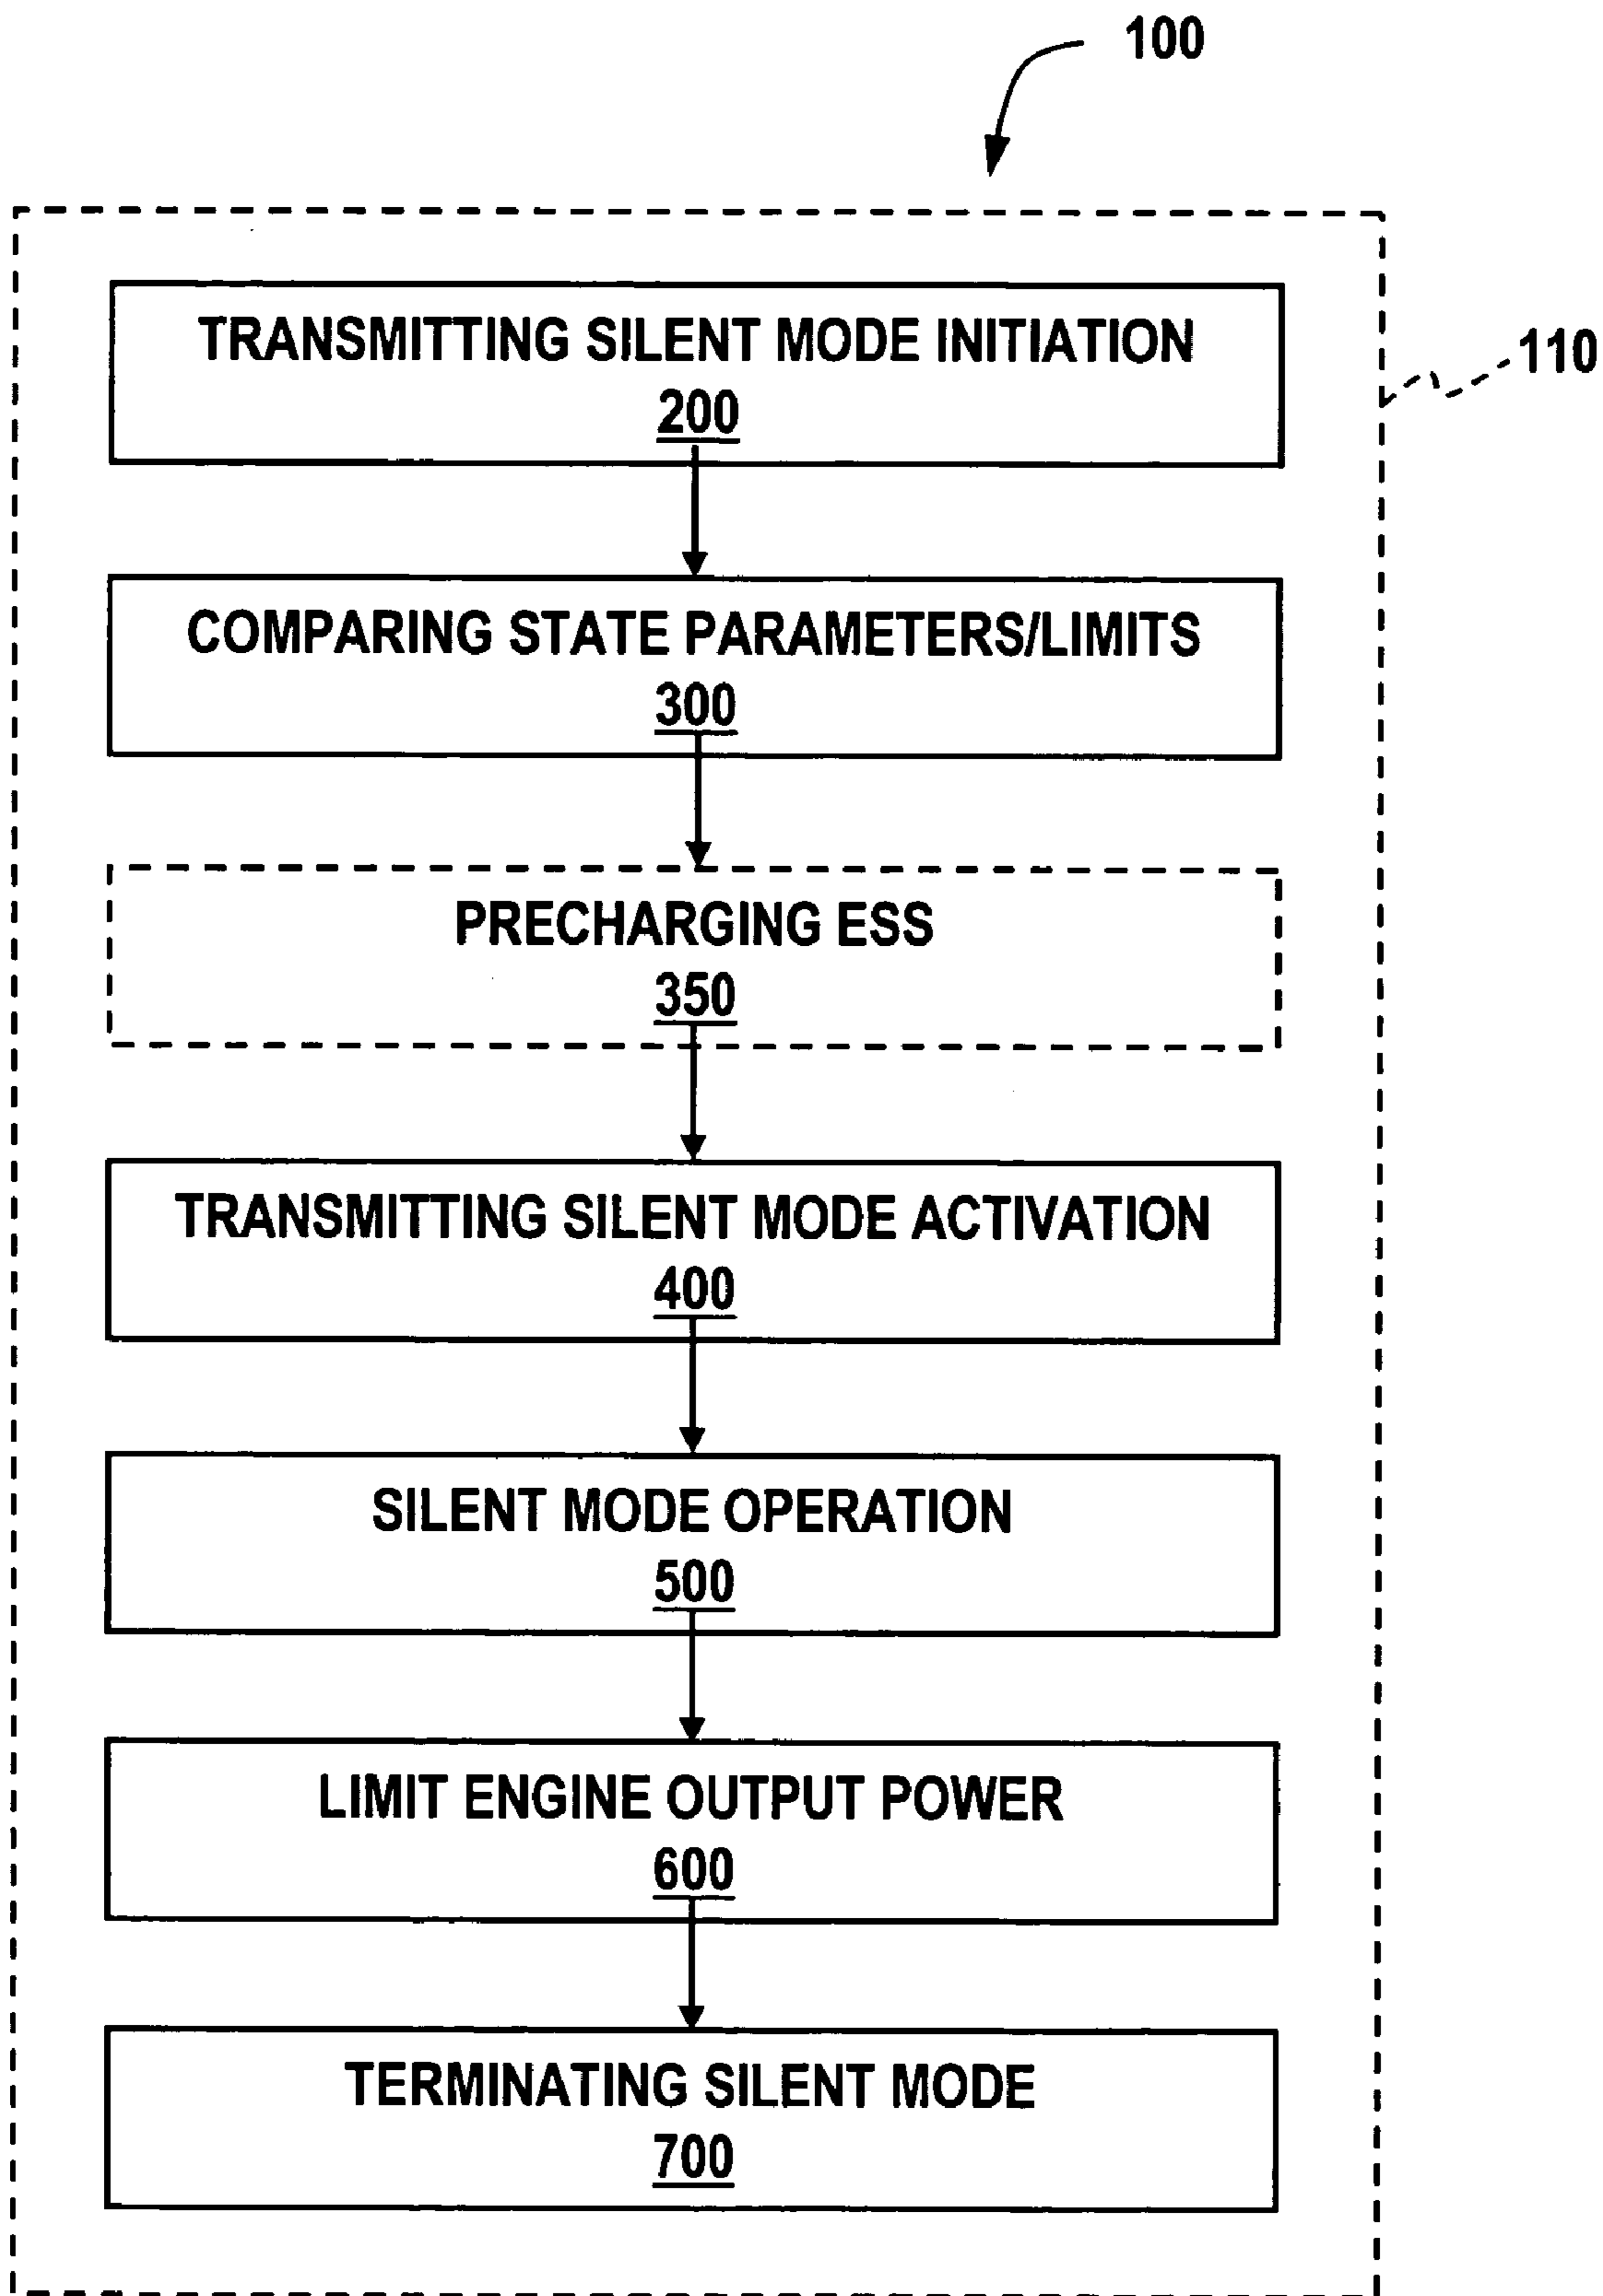 100
110
TRANSMITTING SILENT MODE INITIATION
200
COMPARING STATE PARAMETERS/LIMITS
300
PRECHARGING ESS
350
TRANSMITTING SILENT MODE ACTIVATION
400
SILENT MODE OPERATION
500
LIMIT ENGINE OUTPUT POWER
600
TERMINATING SILENT MODE
700